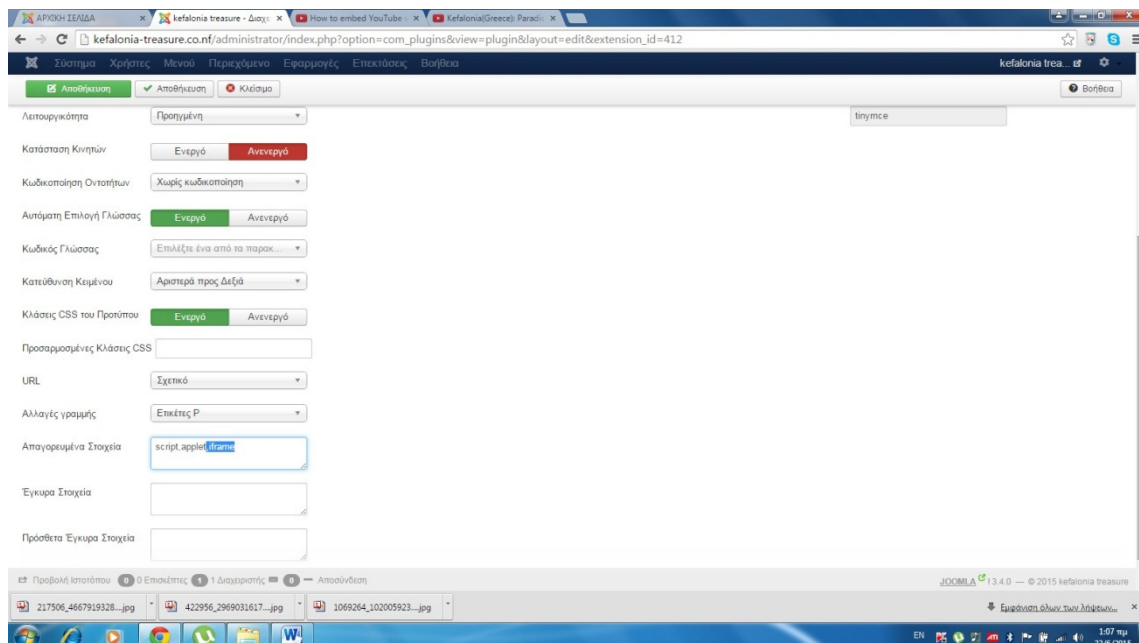 ΑΡΧΙΚΗ ΣΕΛΙΔΑ
kefalonia treasure - Διαχε
How to embed YouTube
Kefalonia(Greece): Paradi
kefalonia-treasure.co.nf/administrator/index.php?option=com_plugins&view=plugin&layout=edit&extension_id=412
Σύστημα Χρήστες Μενού Περιεχόμενο Εφαρμογές Επεκτάσεις Βοήθεια
kefalonia trea...
Αποθήκευση
Αποθήκευση
Κλείσιμο
Βοήθεια
Λειτουργικότητα Προηγμένη tinymce
Κατάσταση Κινητών Ενεργό Ανενεργό
Κωδικοποίηση Οντοτήτων Χωρίς κωδικοποίηση
Αυτόματη Επιλογή Γλώσσας Ενεργό Ανενεργό
Κωδικός Γλώσσας Επιλέξτε ένα από τα παρακ...
Κατεύθυνση Κειμένου Αριστερά προς Δεξιά
Κλάσεις CSS του Προτύπου Ενεργό Ανενεργό
Προσαρμοσμένες Κλάσεις CSS
URL Σχετικό
Αλλαγές γραμμής Ετικέτες P
Απαγορευμένα Στοιχεία script,applet,iframe
Έγκυρα Στοιχεία
Πρόσθετα Έγκυρα Στοιχεία
Προβολή Ιστοτόπου 0 0 Επισκέπτες 1 1 Διαχειριστής 0 Αποσύνδεση
JOOMLA 3.4.0 — © 2015 kefalonia treasure
217506_4667919328....jpg
422956_2969031617....jpg
1069264_102005923....jpg
Εμφάνιση όλων των λήψεων...
EN
1:07 πμ
22/6/2015